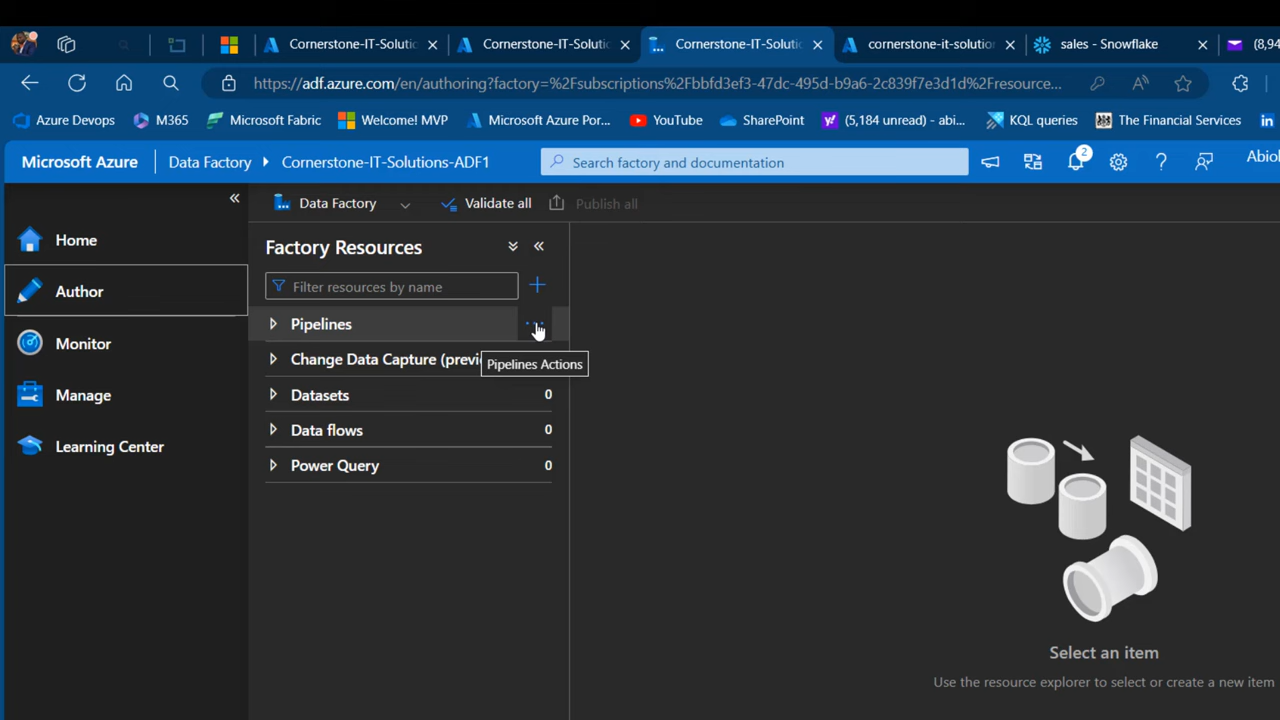 Cornerstone-IT-Solutic
Cornerstone-IT-Solutic
Cornerstone-IT-Solutic
cornerstone-it-solution
sales - Snowflake
(8,94
https://adf.azure.com/en/authoring?factory=%2Fsubscriptions%2Fbbfd3ef3-47dc-495d-b9a6-2c839f7e3d1d%2Fresource...
Azure Devops
M365
Microsoft Fabric
Welcome! MVP
Microsoft Azure Por...
YouTube
SharePoint
(5,184 unread) - abi...
KQL queries
The Financial Services
Microsoft Azure
Data Factory
Cornerstone-IT-Solutions-ADF1
Search factory and documentation
2
Abiol
Home
Author
Monitor
Manage
Learning Center
Data Factory
Validate all
Publish all
Factory Resources
Filter resources by name
Pipelines
Change Data Capture (previ
Pipelines Actions
Datasets 0
Data flows 0
Power Query 0
Select an item
Use the resource explorer to select or create a new item